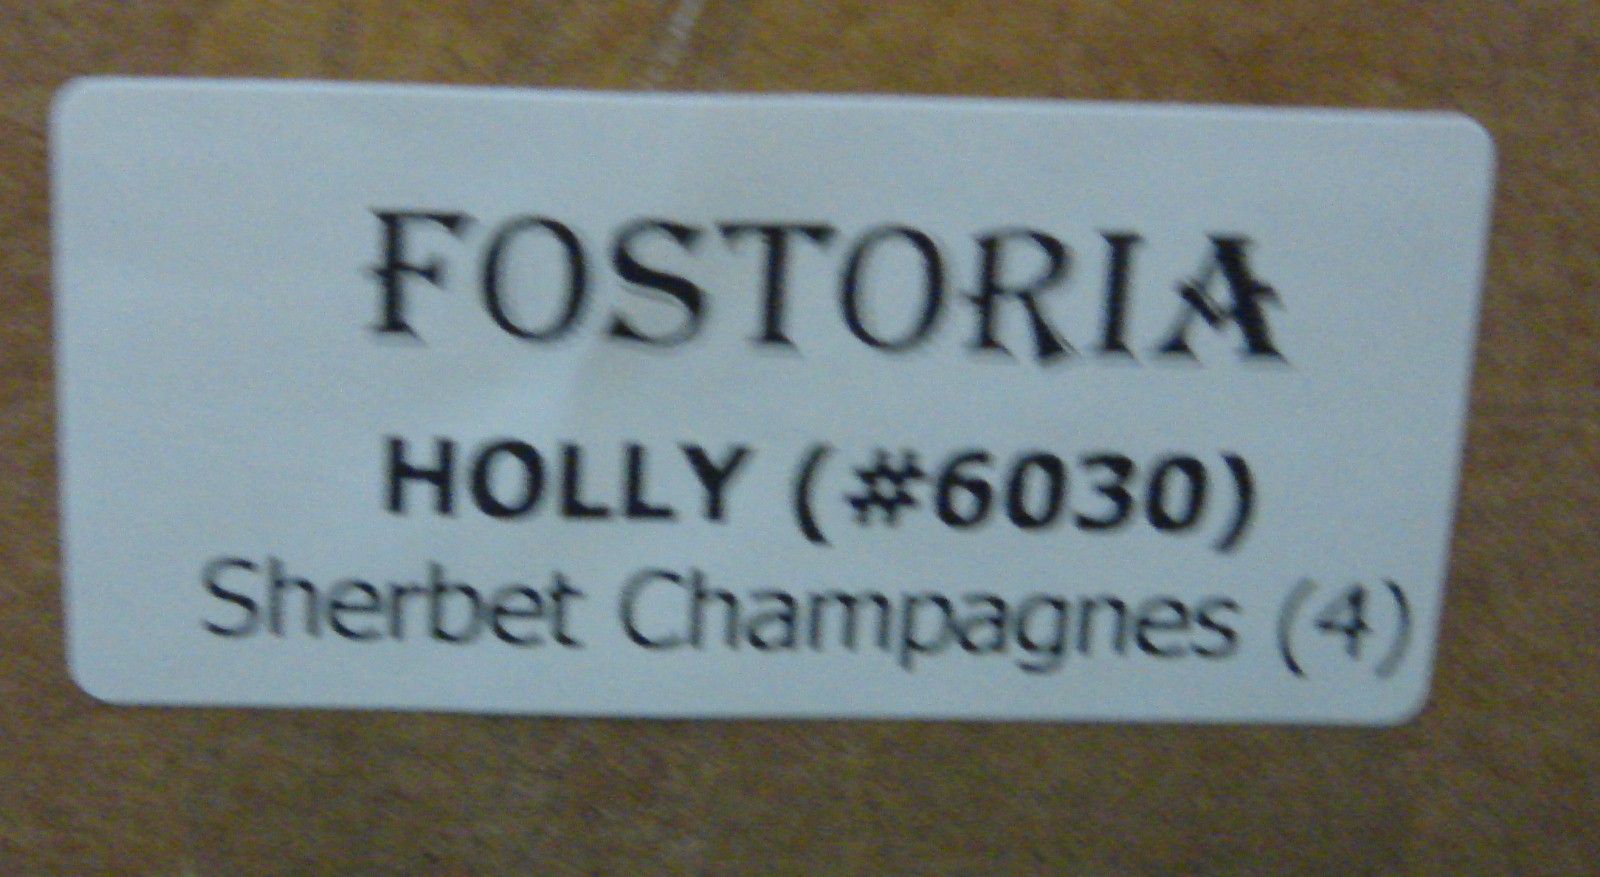 FOSTORIA
HOLLY (#6030)
Sherbet Champagnes (4)